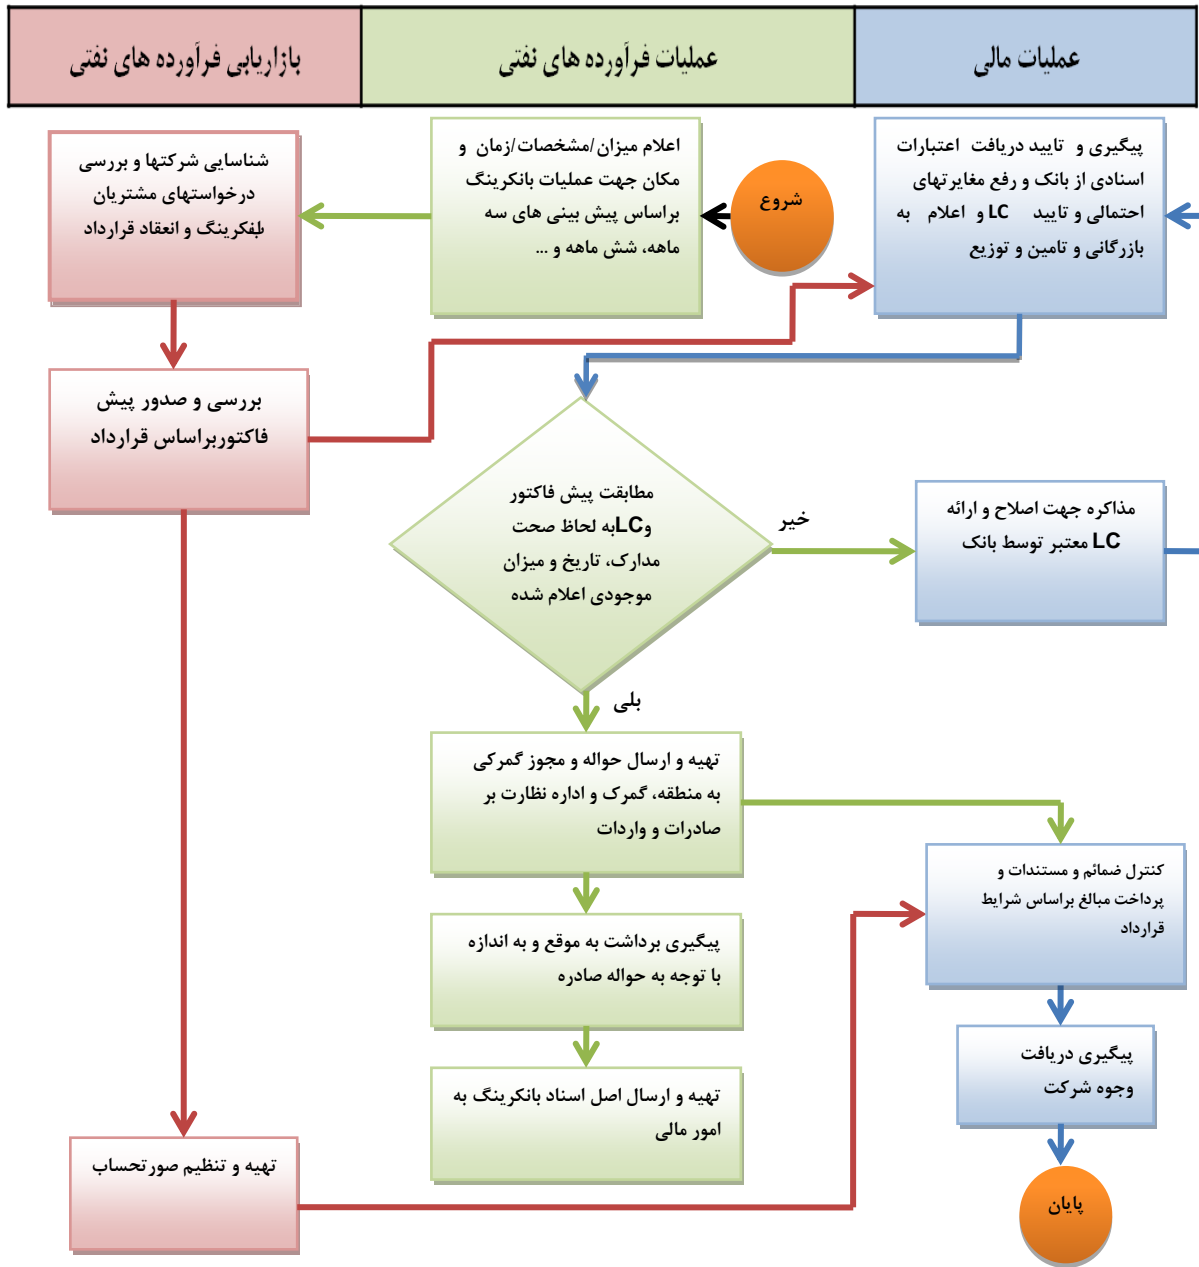 عملیات مالی
عملیات فرآورده های نفتی
بازاریابی فرآورده های نفتی
پیگیری و تایید دریافت اعتبارات
اسنادی از بانک و رفع مغایرتهای
احتمالی و تایید LC و اعلام به
بازرگانی و تامین و توزیع
شروع
اعلام میزان/مشخصات/زمان و
مکان جهت عملیات بانکرینگ
براساس پیش بینی های سه
ماهه، شش ماهه و ...
شناسایی شرکتها و بررسی
درخواستهای مشتریان
و انعقاد قرارداد
بررسی و صدور پیش
فاکتوربراساس قرارداد
مطابقت پیش فاکتور
وLCبه لحاظ صحت
مدارک، تاریخ و میزان
موجودی اعلام شده
خیر
مذاکره جهت اصلاح و ارائه
LC معتبر توسط بانک
بلی
تهیه و ارسال حواله و مجوز گمرکی
به منطقه، گمرک و اداره نظارت بر
صادرات و واردات
کنترل ضمائم و مستندات و
پرداخت مبالغ براساس شرایط
قرارداد
پیگیری برداشت به موقع و به اندازه
با توجه به حواله صادره
پیگیری دریافت
وجوه شرکت
تهیه و ارسال اصل اسناد بانکرینگ به
امور مالی
تهیه و تنظیم صورتحساب
پایان